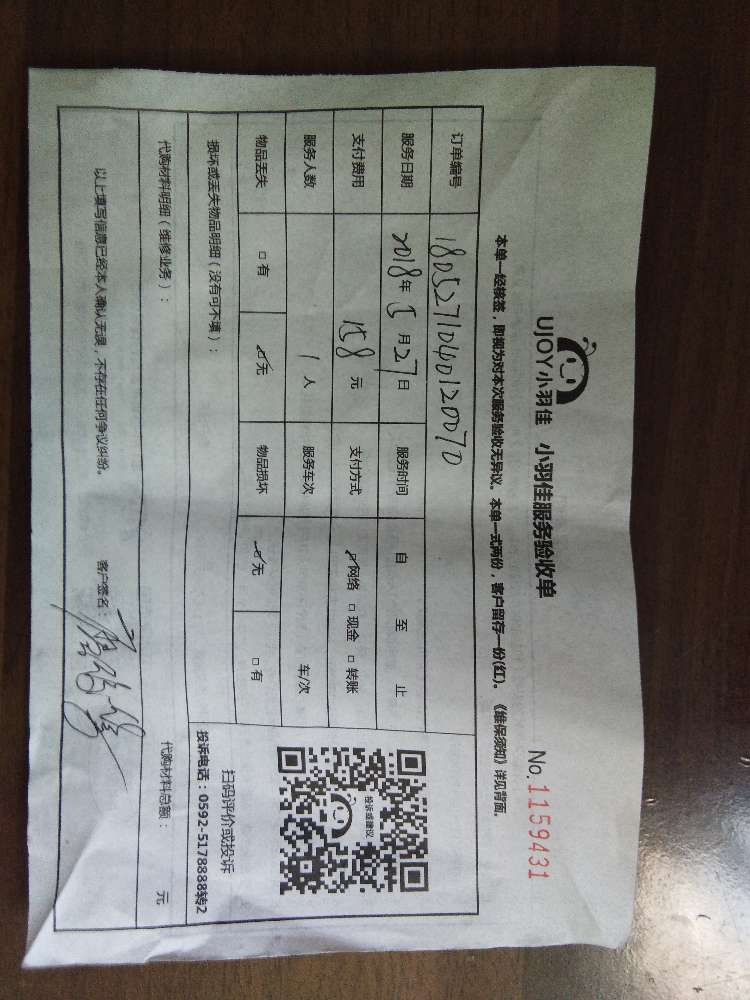 UJOY小羽佳 小羽佳服务验收单
No.1159431
本单一经核签，即视为对本次服务验收无异议。本单一式两份，客户留存一份(红)。《维保须知》详见背面。
订单编号 1805271040120070
服务日期 2018年5月27日 服务时间 自 至 止
支付费用 158元 支付方式 ☑网络 □现金 □转账
服务人数 1人 服务车次 车/次
物品丢失 □有 ☑无 物品损坏 ☑无 □有
损坏或丢失物品明细（没有可不填）：
投诉或建议
扫码评价或投诉
投诉电话：0592-5178888转2
代购材料明细（维修业务）： 代购材料总额： 元
以上填写信息已经本人确认无误，不存在任何争议纠纷。 客户签名：